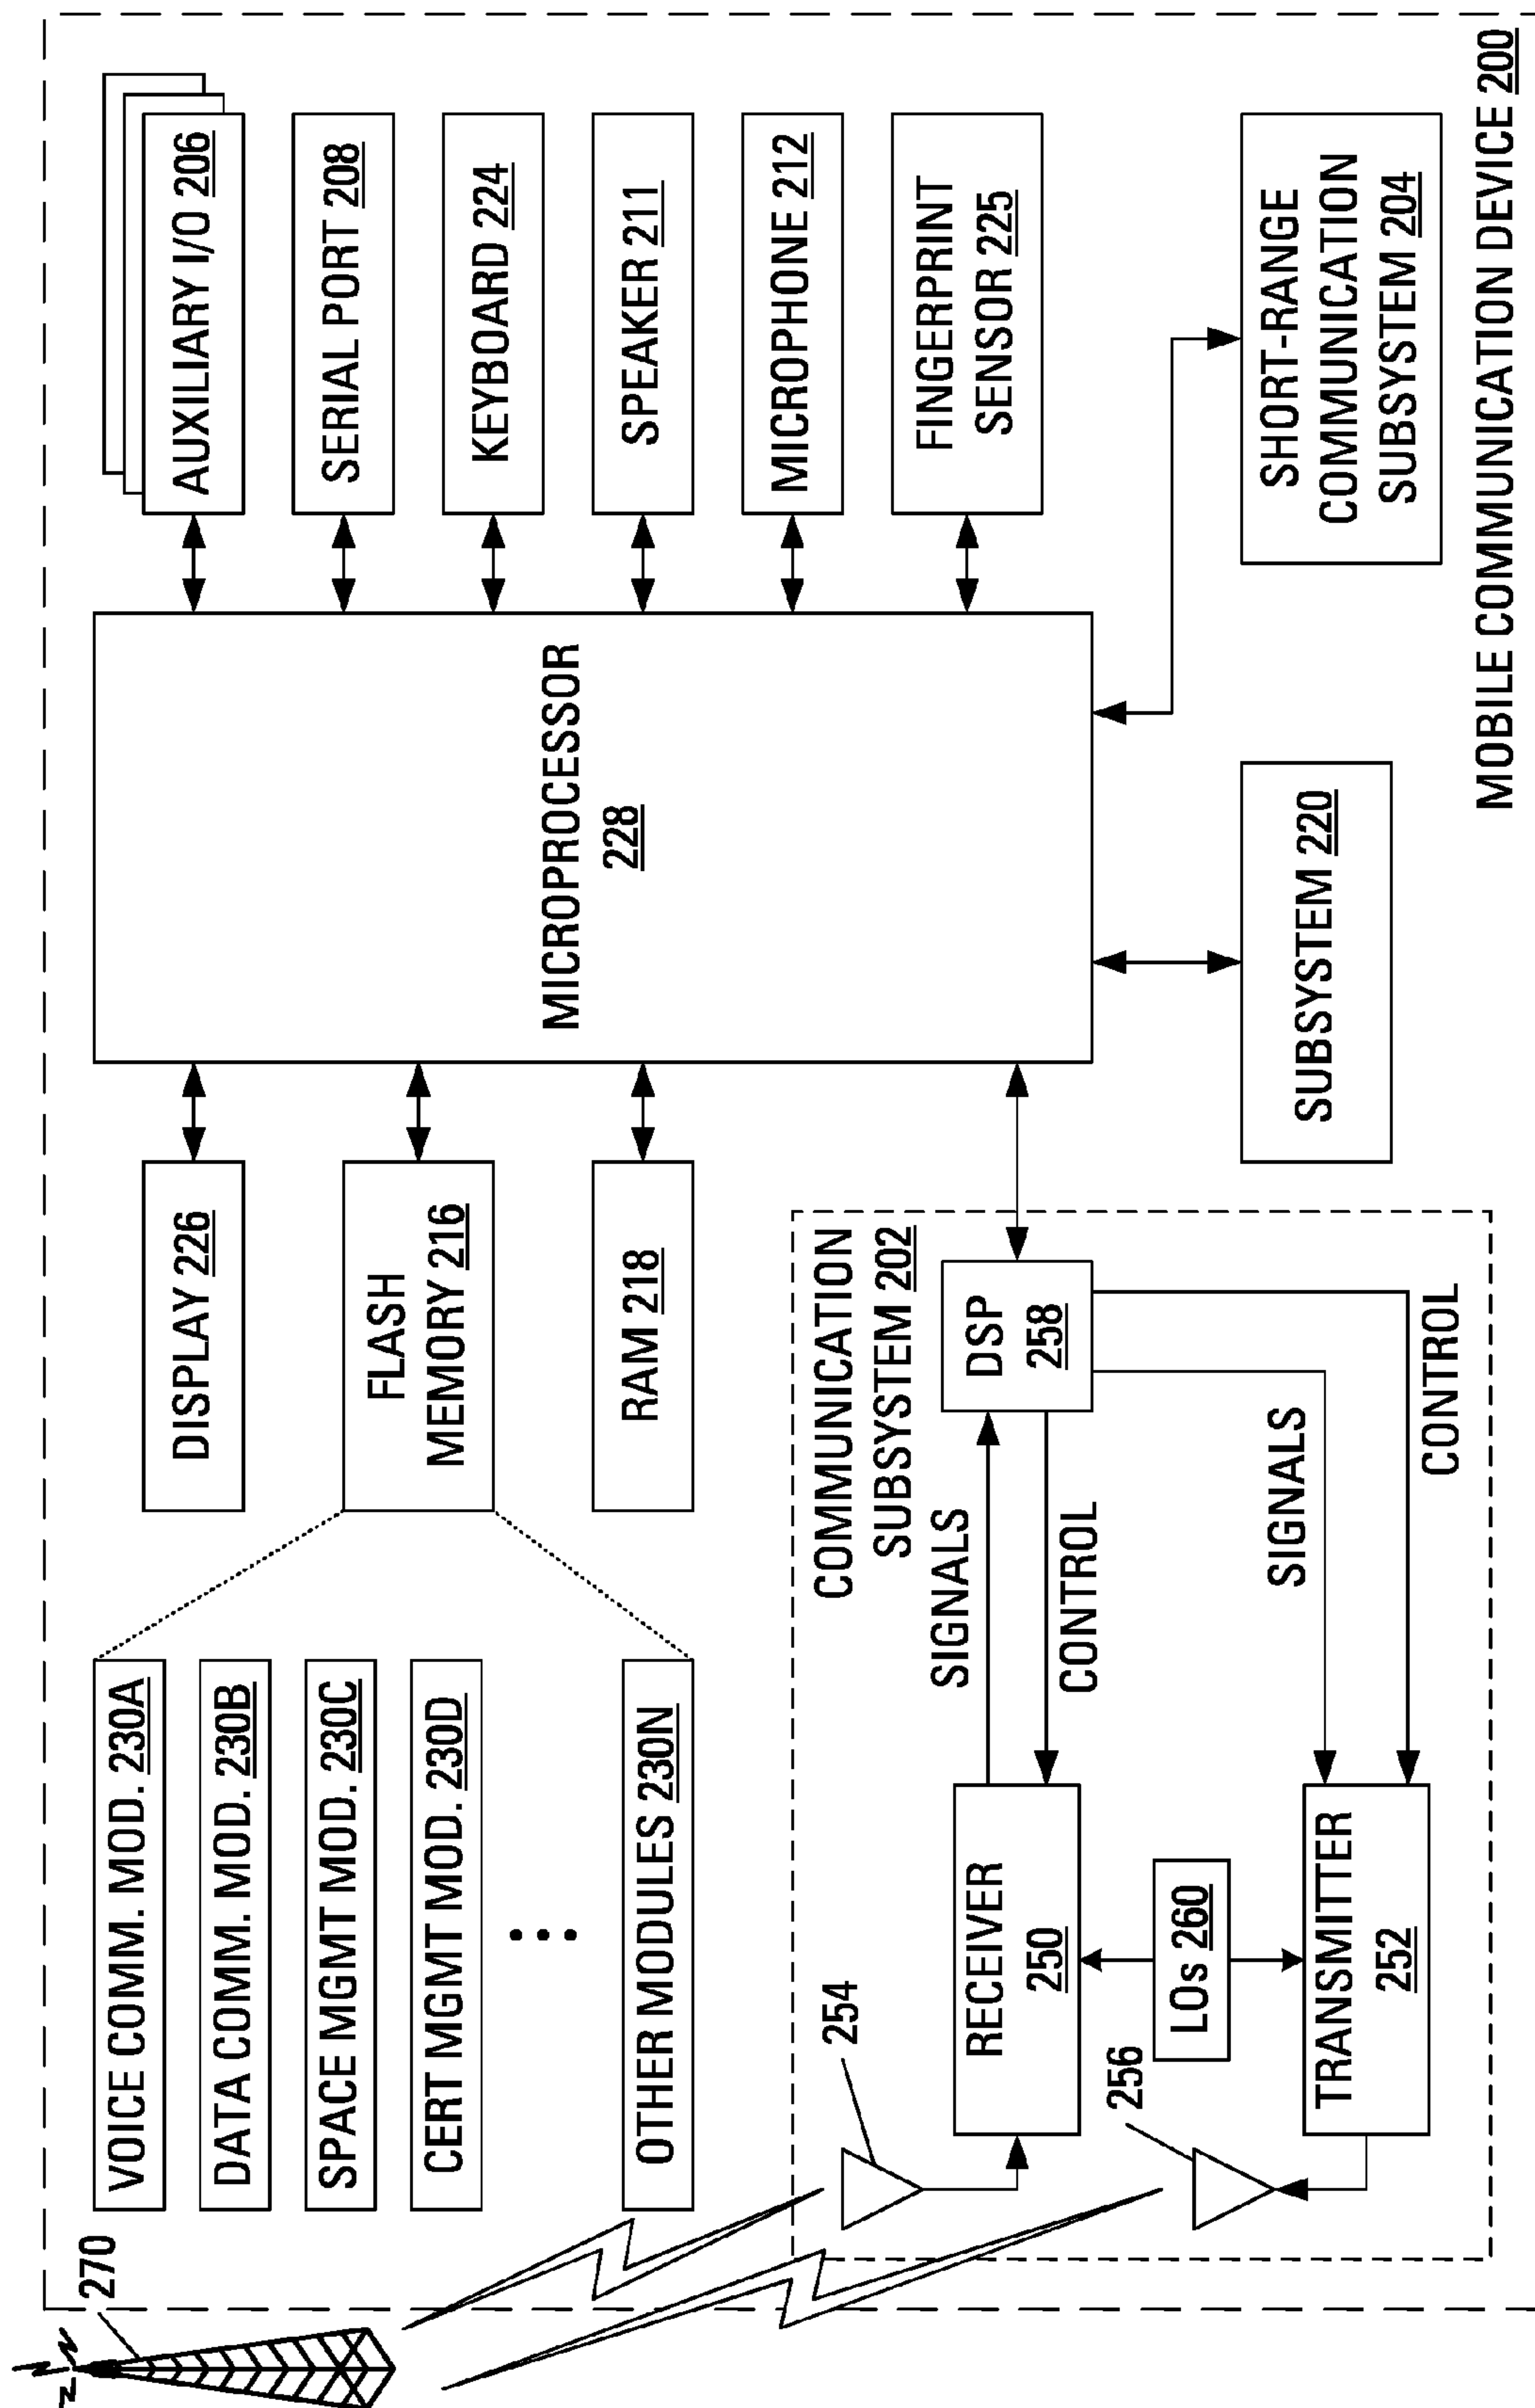 270
VOICE COMM. MOD. 230A
DATA COMM. MOD. 230B
SPACE MGMT MOD. 230C
CERT MGMT MOD. 230D
OTHER MODULES 230N
DISPLAY 226
FLASH
MEMORY 216
RAM 218
MICROPROCESSOR
228
AUXILIARY I/O 206
SERIAL PORT 208
KEYBOARD 224
SPEAKER 211
MICROPHONE 212
FINGERPRINT
SENSOR 225
COMMUNICATION
SUBSYSTEM 202
254
RECEIVER
250
SIGNALS
CONTROL
DSP
258
256
LOs 260
TRANSMITTER
252
SIGNALS
CONTROL
SUBSYSTEM 220
SHORT-RANGE
COMMUNICATION
SUBSYSTEM 204
MOBILE COMMUNICATION DEVICE 200